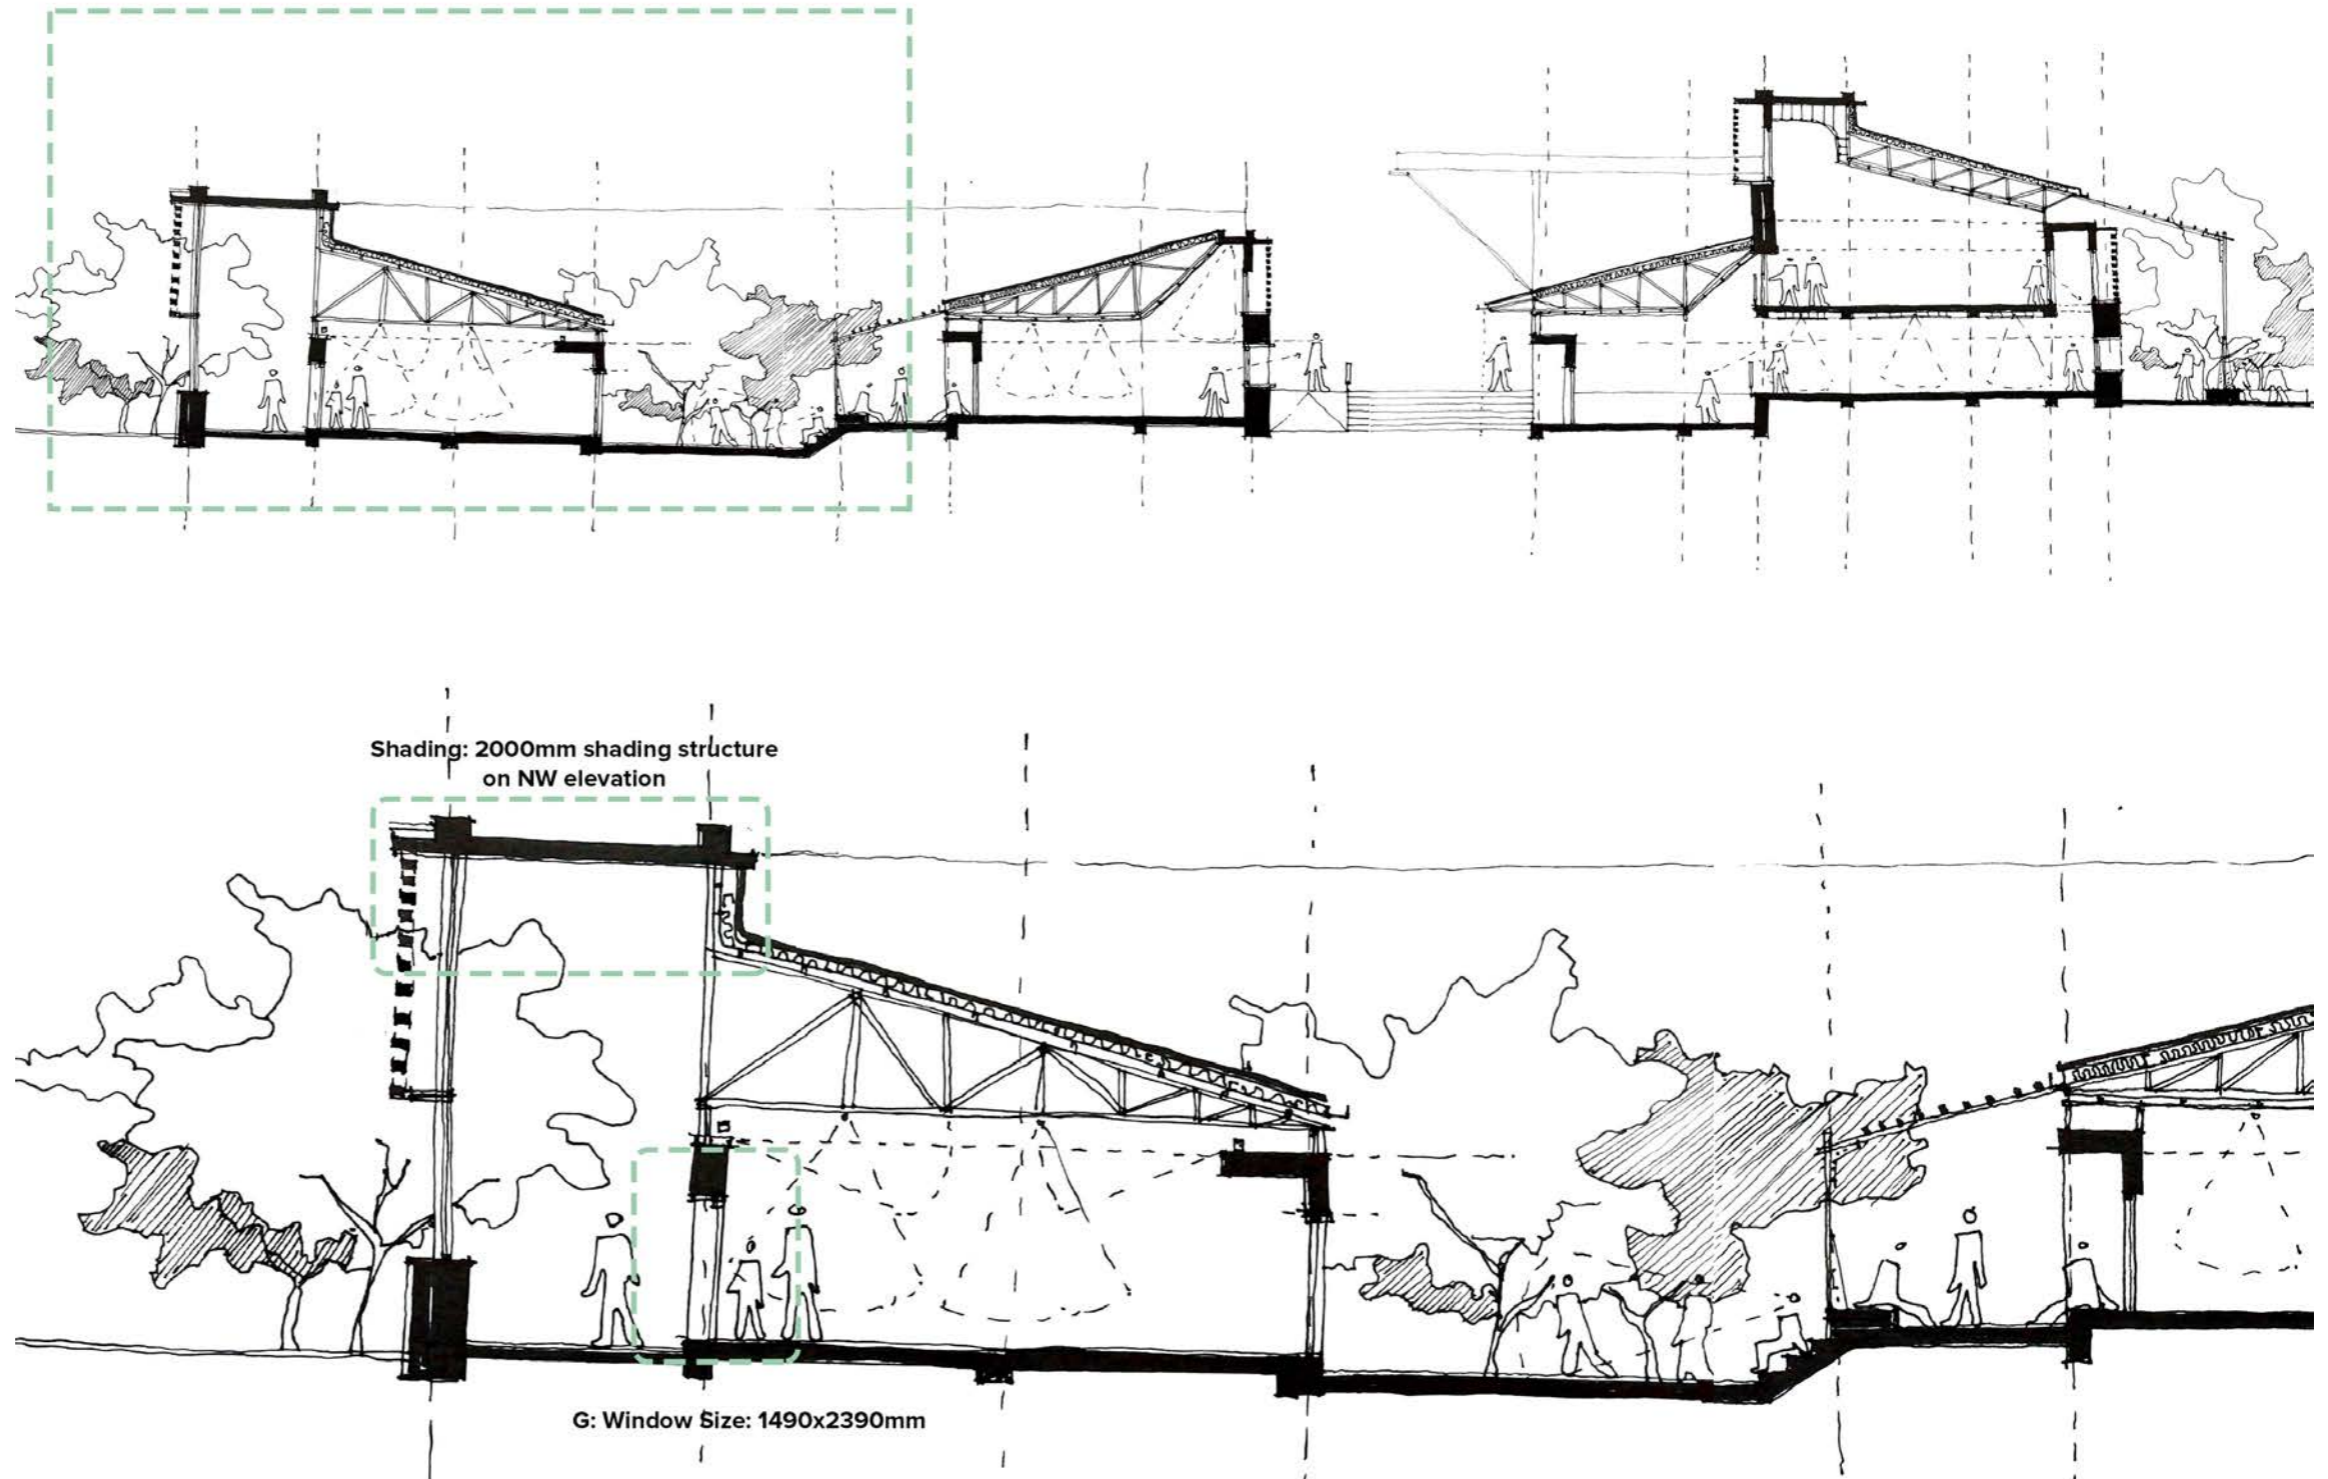 Shading: 2000mm shading structure
on NW elevation
G: Window Size: 1490x2390mm